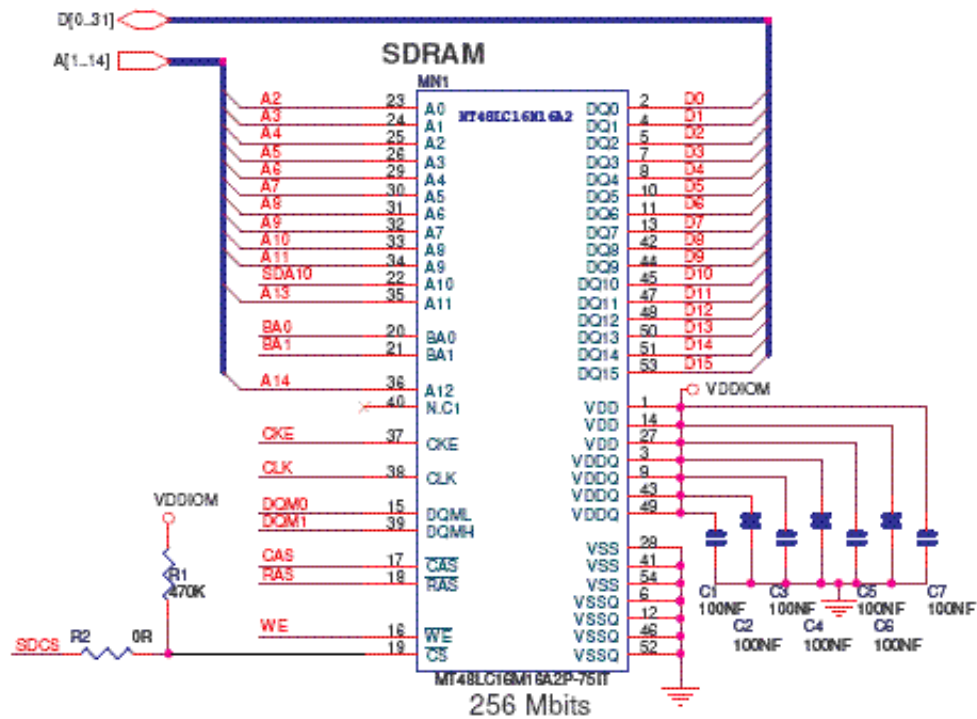 D[0..31]
A[1..14]
SDRAM
MN1
MT48LC16M16A2
A2 23 A0 DQ0 2 D0
A3 24 A1 DQ1 4 D1
A4 25 A2 DQ2 5 D2
A5 26 A3 DQ3 7 D3
A6 29 A4 DQ4 8 D4
A7 30 A5 DQ5 10 D5
A8 31 A6 DQ6 11 D6
A9 32 A7 DQ7 13 D7
A10 33 A8 DQ8 42 D8
A11 34 A9 DQ9 44 D9
SDA10 22 A10 DQ10 45 D10
A13 35 A11 DQ11 47 D11
DQ12 48 D12
BA0 20 BA0 DQ13 50 D13
BA1 21 BA1 DQ14 51 D14
DQ15 53 D15
A14 36 A12
VDDIOM
40 N.C1 VDD 1
VDD 14
CKE 37 CKE VDD 27
VDDQ 3
CLK 38 CLK VDDQ 9
VDDQ 43
VDDIOM
DQM0 15 DQML VDDQ 49
DQM1 39 DQMH
VSS 28
CAS 17 CAS VSS 41
RAS 18 RAS VSS 54
R1
470K
VSSQ 6
VSSQ 12
WE 16 WE VSSQ 46
SDCS R2 0R 19 CS VSSQ 52
C1 C3 C5 C7
100NF 100NF 100NF 100NF
C2 C4 C6
100NF 100NF 100NF
MT48LC16M16A2P-75IT
256 Mbits